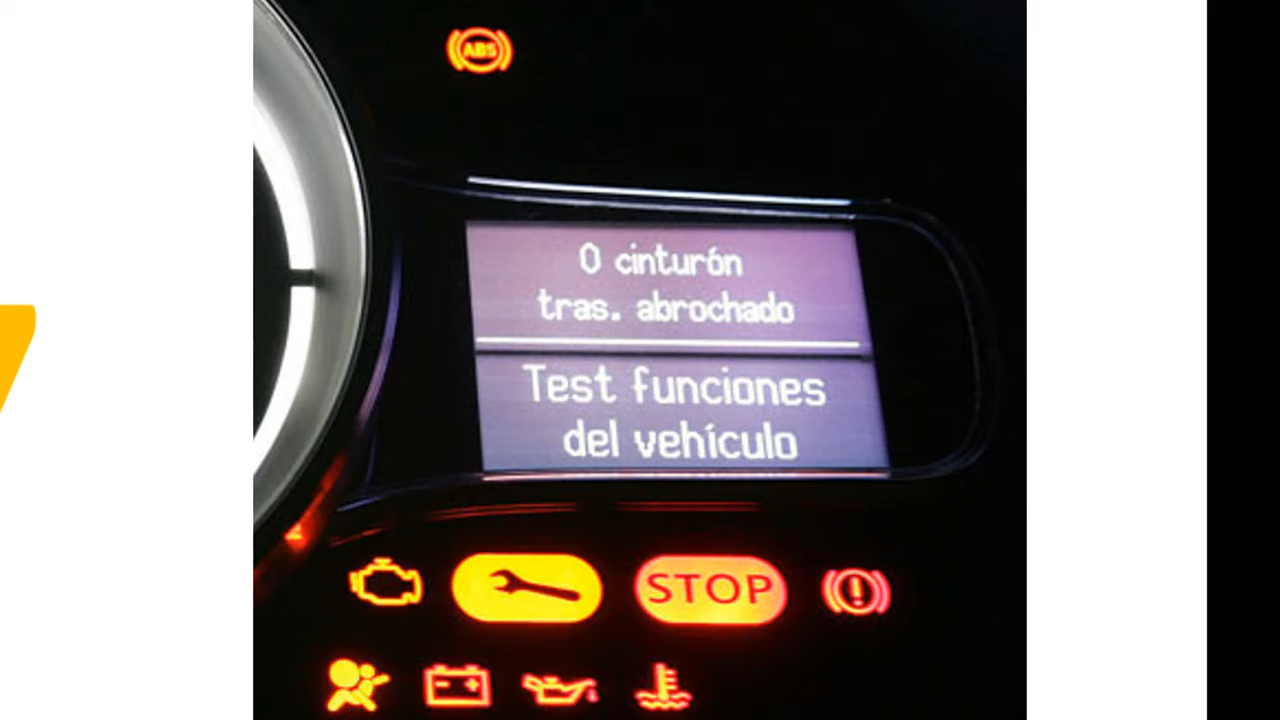 ABS
0 cinturón
tras. abrochado
Test funciones
del vehículo
STOP